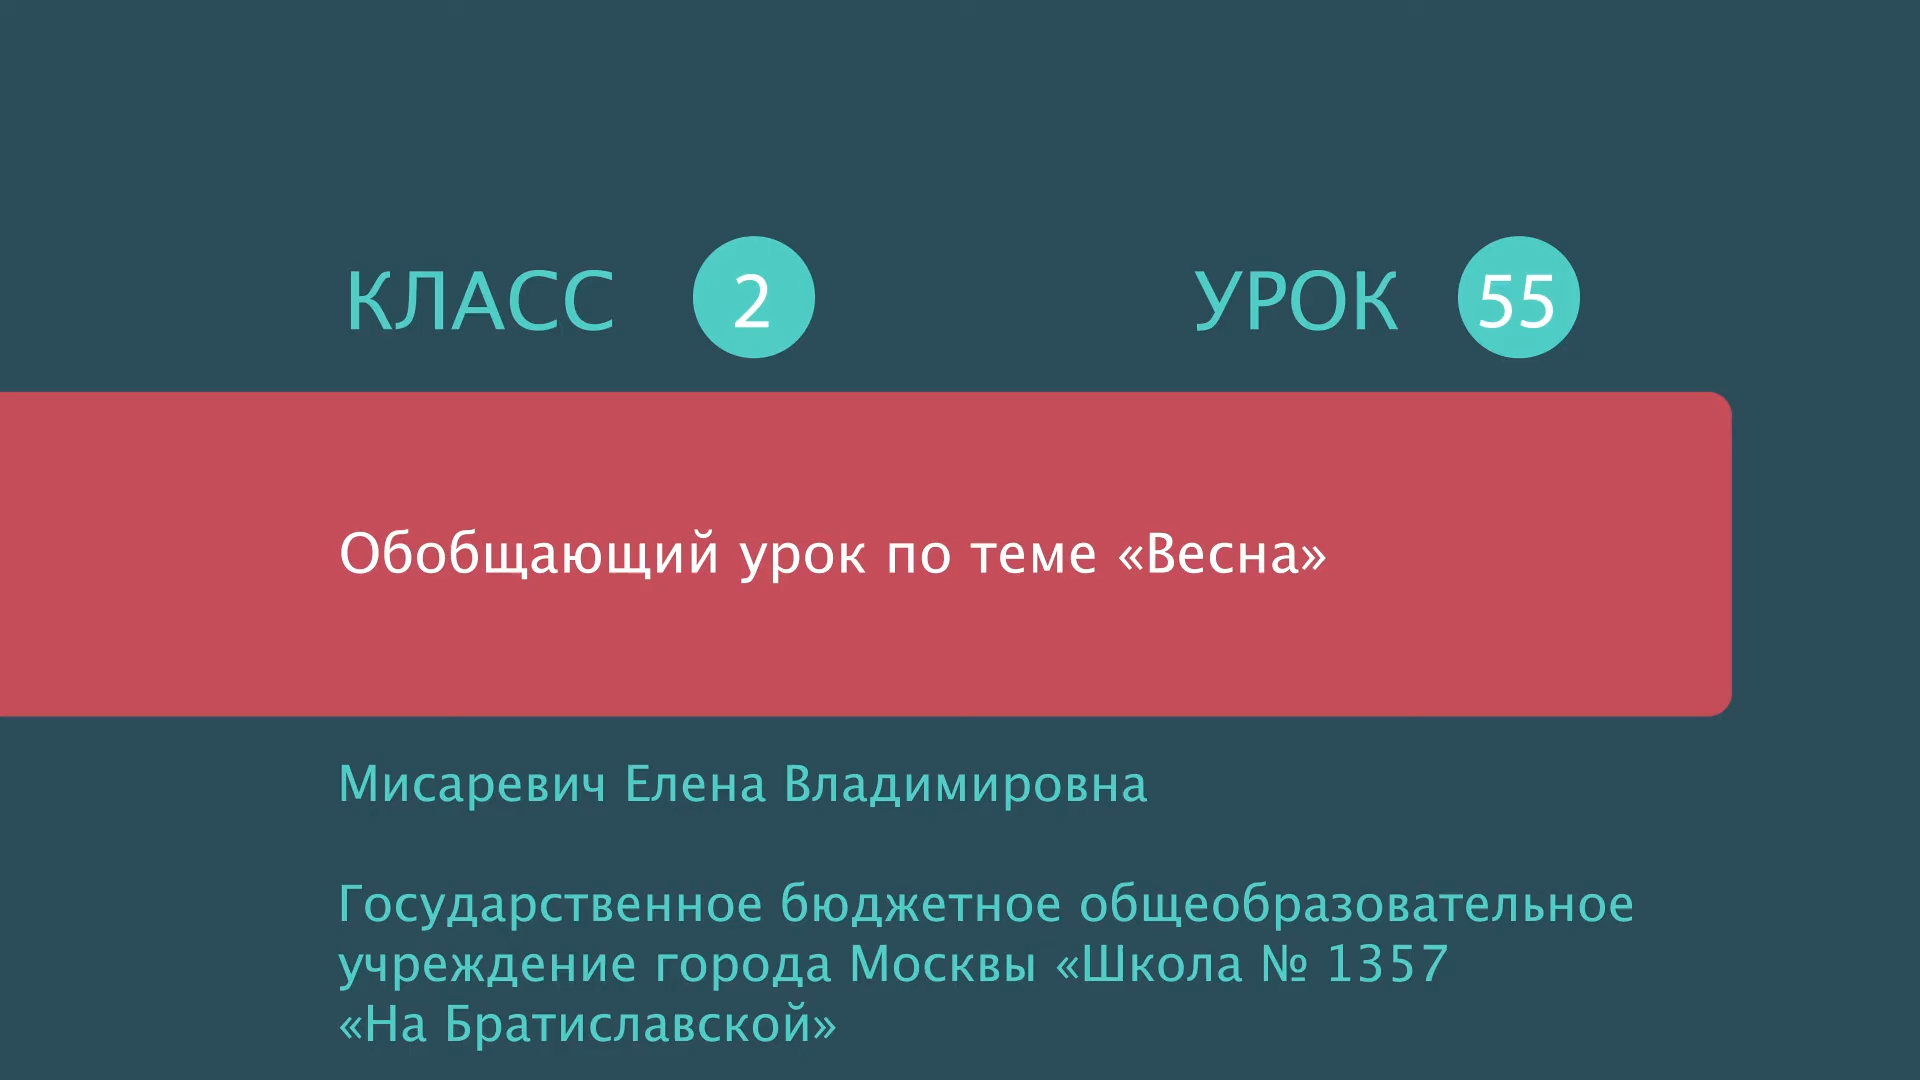 КЛАСС 2 УРОК 55
Обобщающий урок по теме «Весна»
Мисаревич Елена Владимировна
Государственное бюджетное общеобразовательное
учреждение города Москвы «Школа № 1357
«На Братиславской»